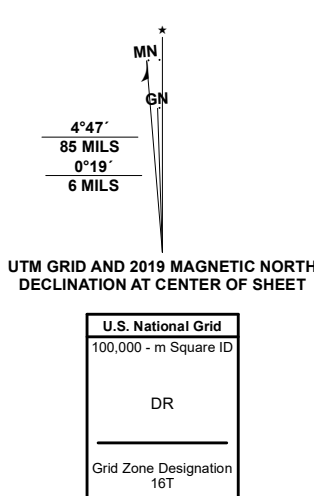 ★
MN
GN
4°47´
85 MILS
0°19´
6 MILS
UTM GRID AND 2019 MAGNETIC NORTH
DECLINATION AT CENTER OF SHEET
U.S. National Grid
100,000 - m Square ID
DR
Grid Zone Designation
16T